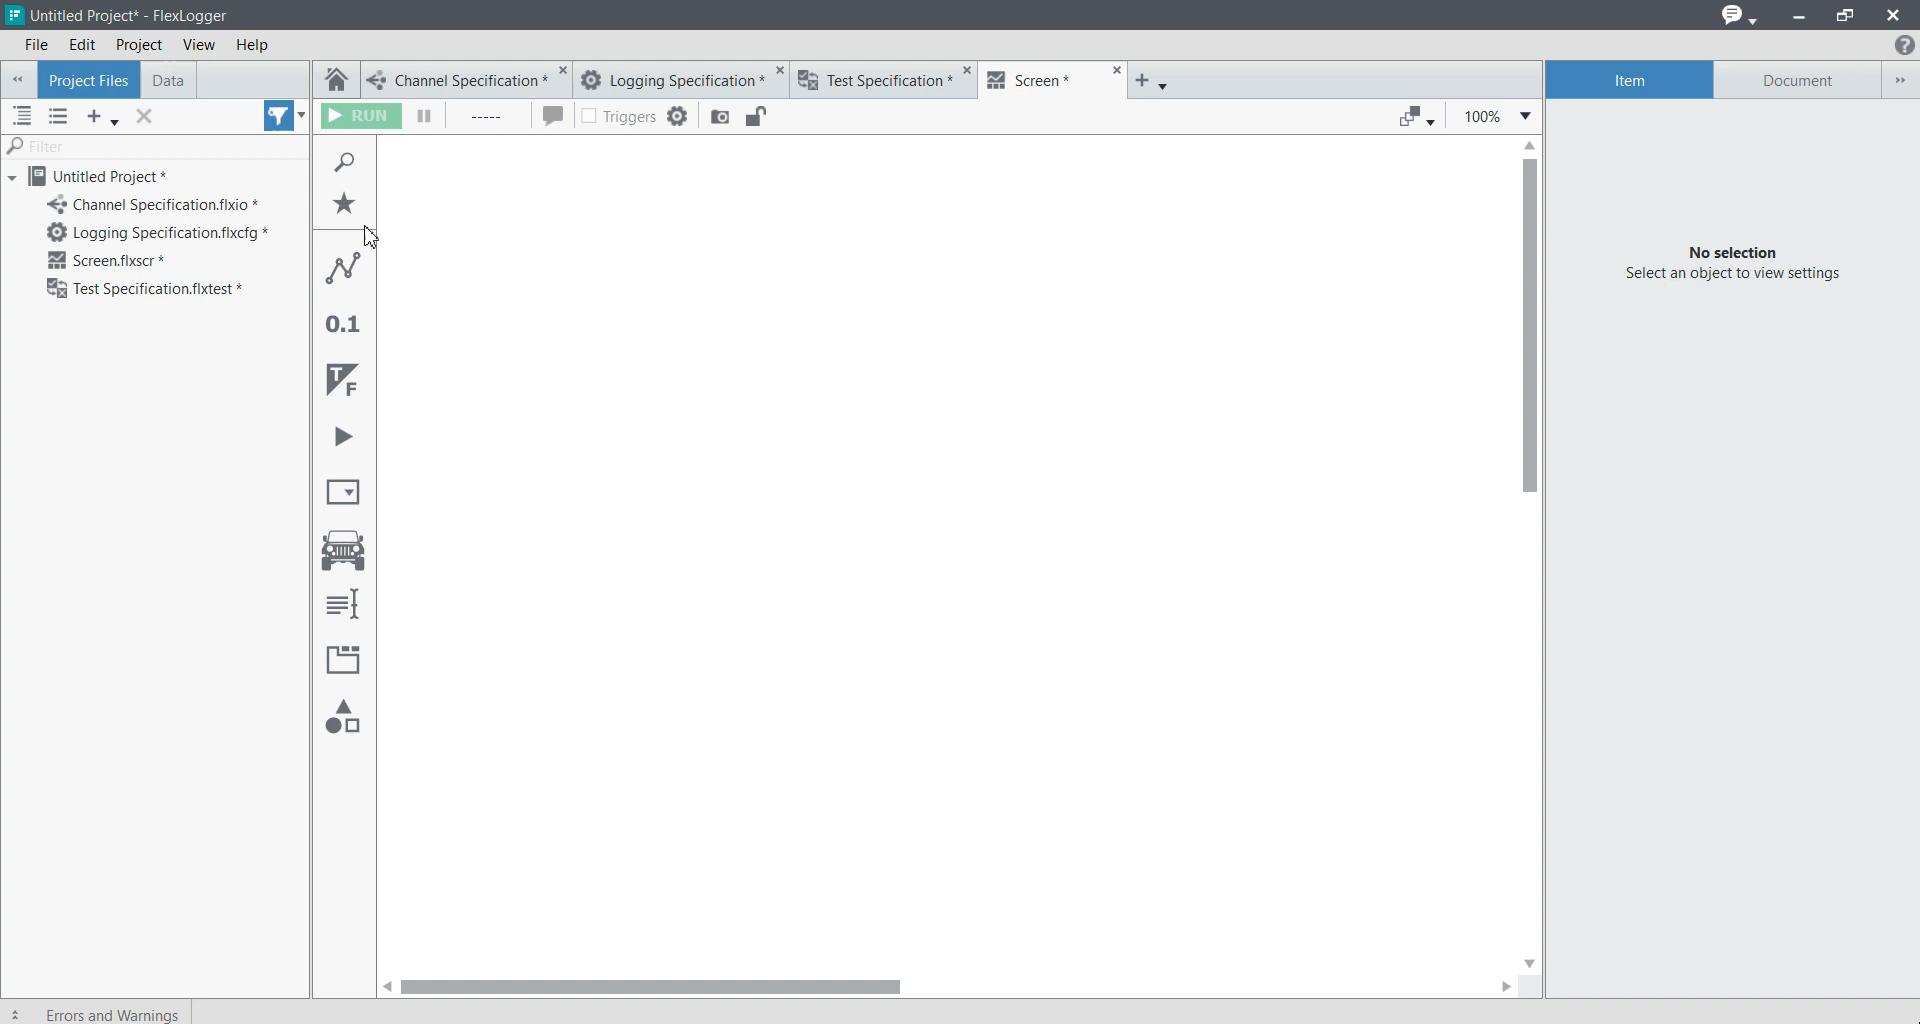 Untitled Project* - FlexLogger
File Edit Project View Help
Project Files Data
Channel Specification * Logging Specification * Test Specification * Screen *
Item Document
RUN ----- Triggers 100%
Filter
Untitled Project *
Channel Specification.flxio *
Logging Specification.flxcfg *
Screen.flxscr *
Test Specification.flxtest *
0.1
T F
No selection
Select an object to view settings
Errors and Warnings